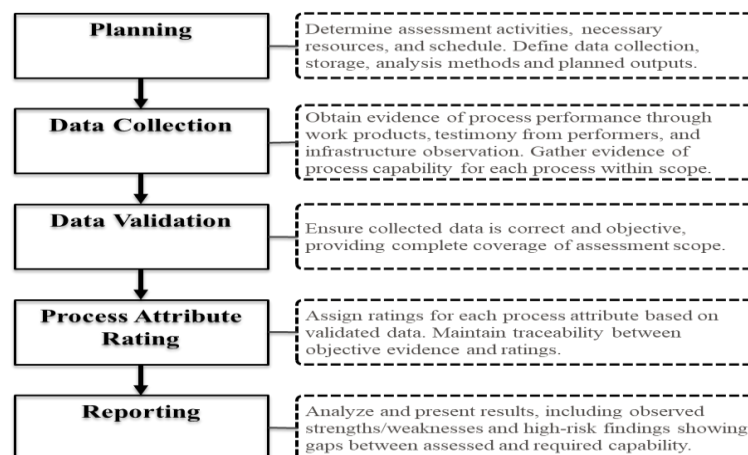 Planning
Determine assessment activities, necessary
resources, and schedule. Define data collection,
storage, analysis methods and planned outputs.
Data Collection
Obtain evidence of process performance through
work products, testimony from performers, and
infrastructure observation. Gather evidence of
process capability for each process within scope.
Data Validation
Ensure collected data is correct and objective,
providing complete coverage of assessment scope.
Process Attribute
Rating
Assign ratings for each process attribute based on
validated data. Maintain traceability between
objective evidence and ratings.
Reporting
Analyze and present results, including observed
strengths/weaknesses and high-risk findings showing
gaps between assessed and required capability.